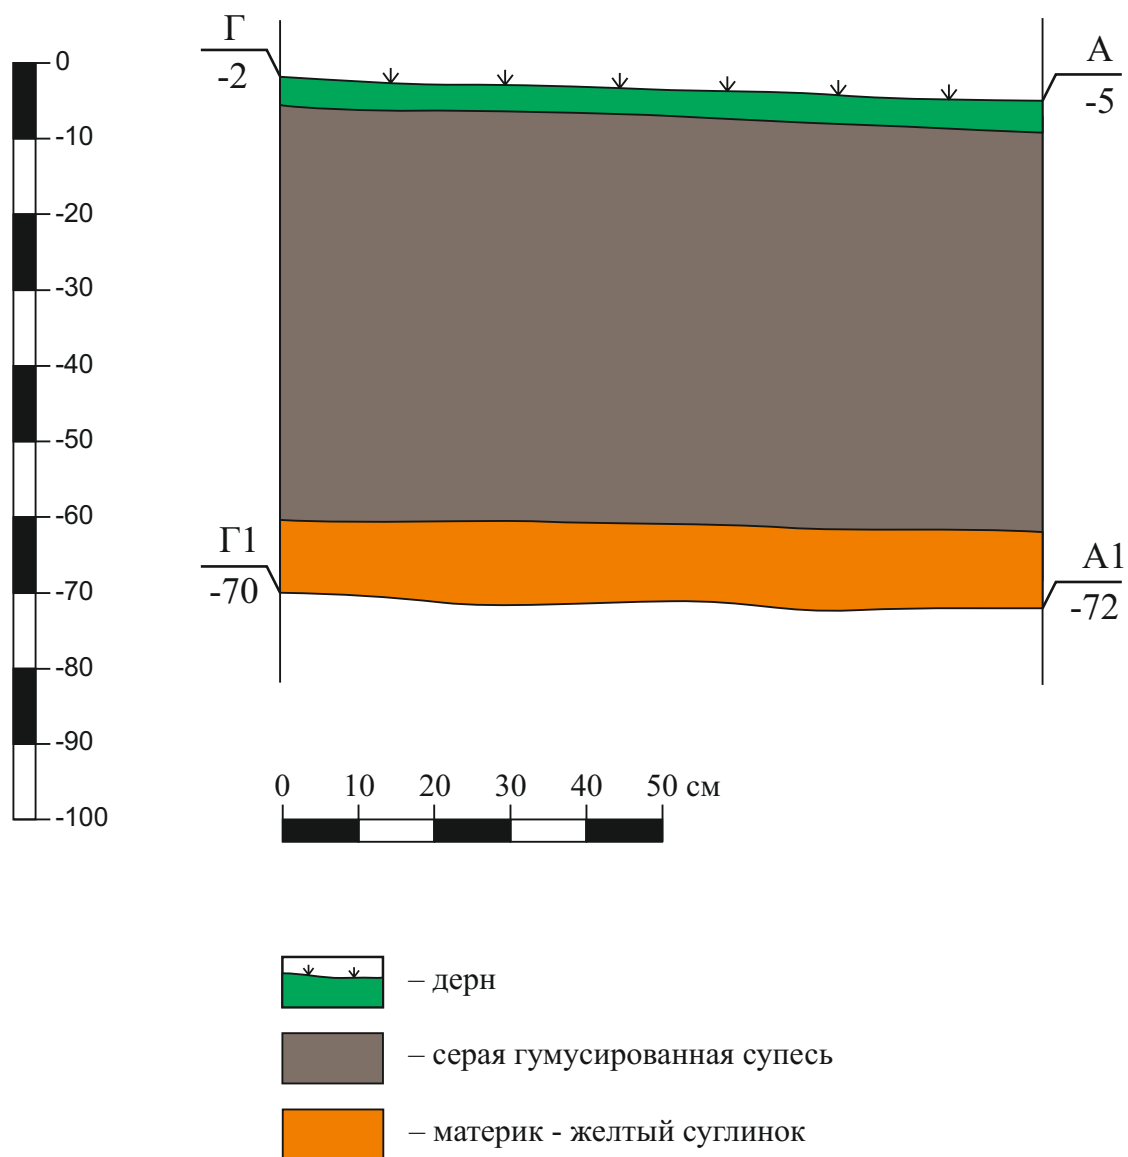 Г
-2
А
-5
0
-10
-20
-30
-40
-50
-60
-70
-80
-90
-100
Г1
-70
А1
-72
0 10 20 30 40 50 см
– дерн
– серая гумусированная супесь
– материк - желтый суглинок